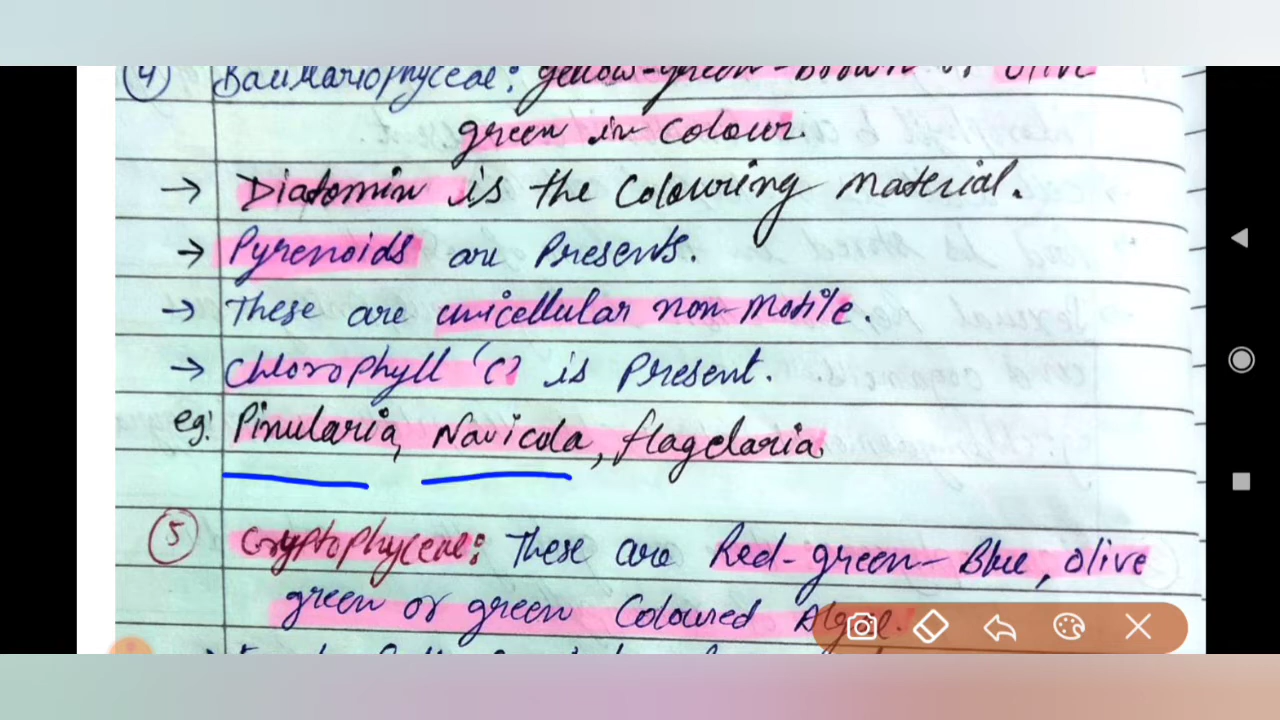 ④ Bacillariophyceae: yellow-green-brown or olive
green in Colour.
→ Diatomin is the Colouring Material.
→ Pyrenoids are Presents.
→ These are unicellular non-Motile.
→ Chlorophyll 'C' is Present.
eg: Pinularia, Navicula, flagelaria.
⑤ Cryptophyceae: These are Red-green-Blue, olive
green or green Coloured Algae.